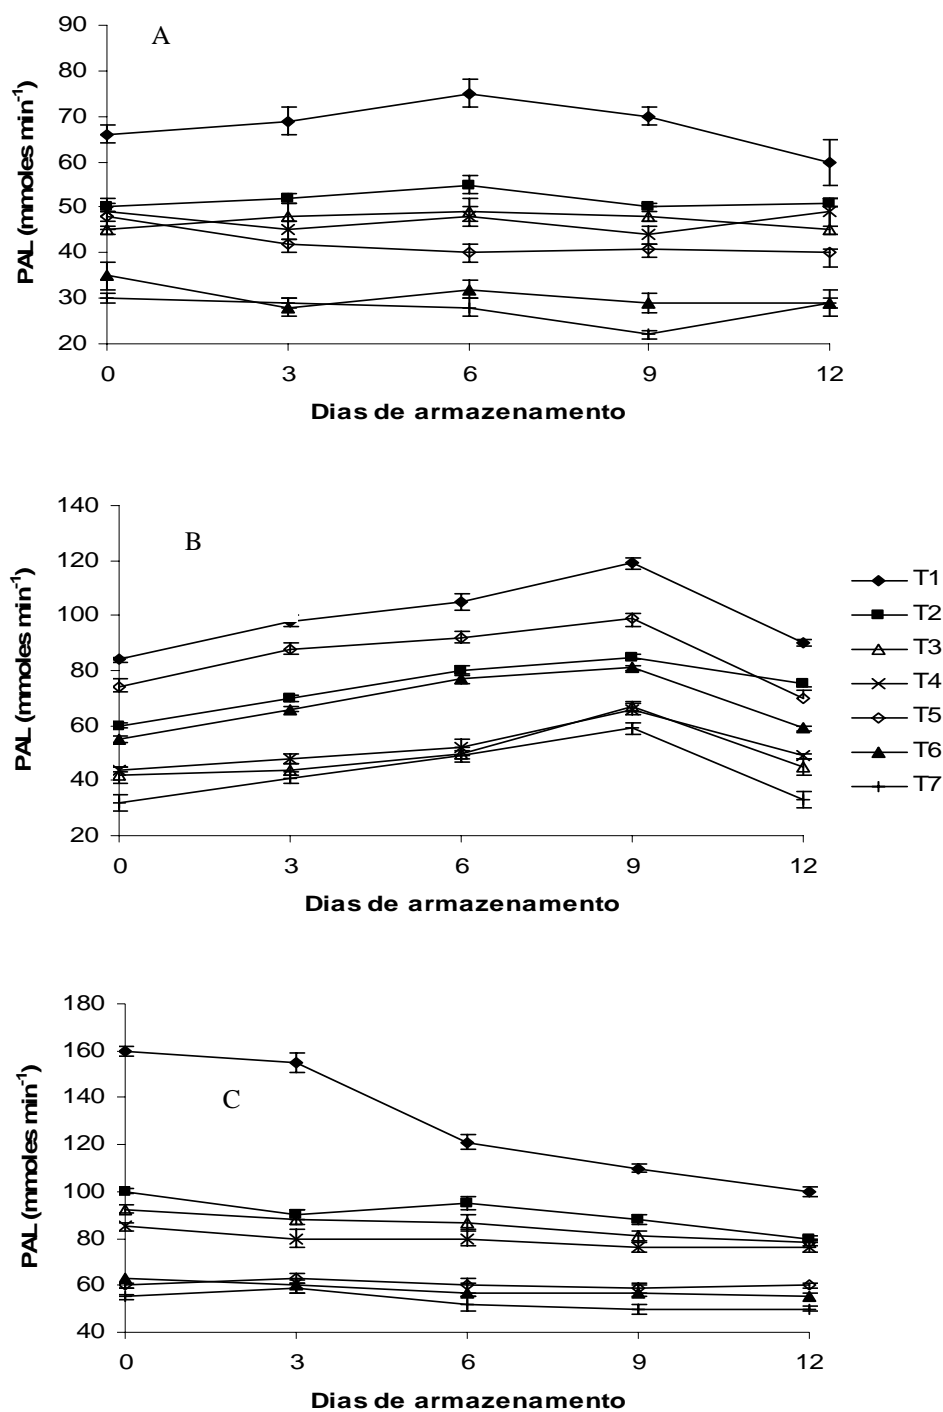 A
PAL (mmoles min⁻¹)
90
80
70
60
50
40
30
20
0 3 6 9 12
Dias de armazenamento
B
PAL (mmoles min⁻¹)
140
120
100
80
60
40
20
0 3 6 9 12
Dias de armazenamento
T1
T2
T3
T4
T5
T6
T7
C
PAL (mmoles min⁻¹)
180
160
140
120
100
80
60
40
0 3 6 9 12
Dias de armazenamento